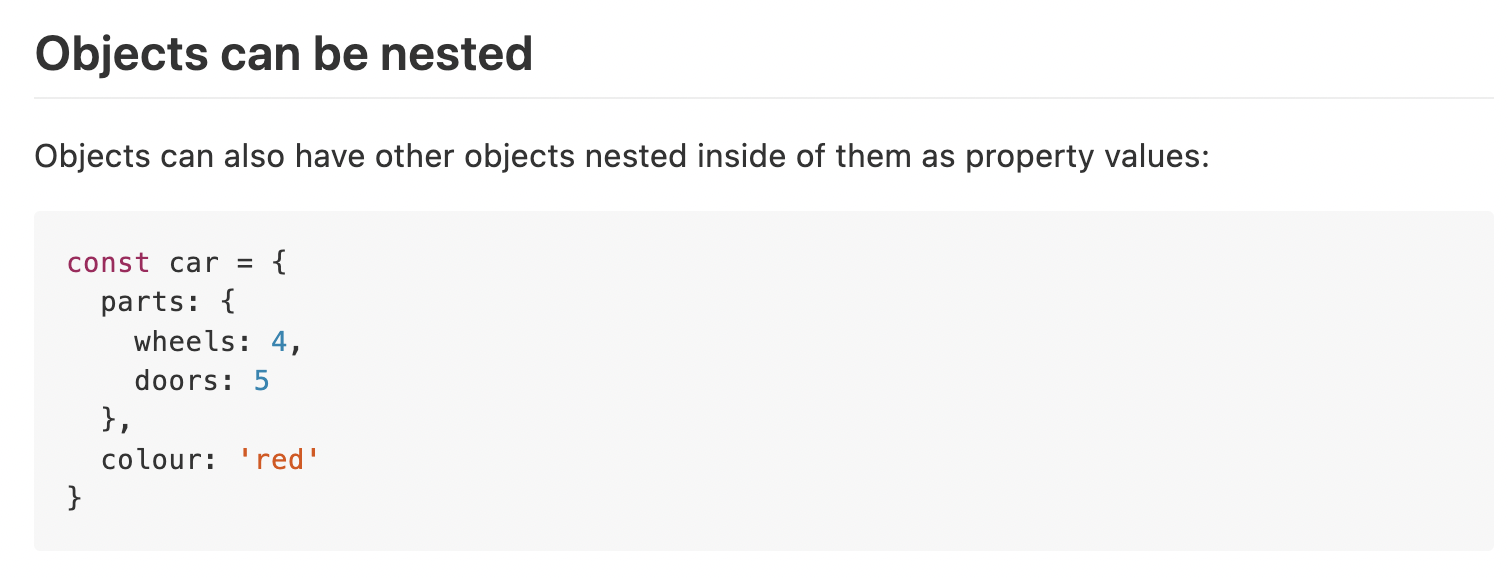 Objects can be nested
Objects can also have other objects nested inside of them as property values:
const car = {
  parts: {
    wheels: 4,
    doors: 5
  },
  colour: 'red'
}